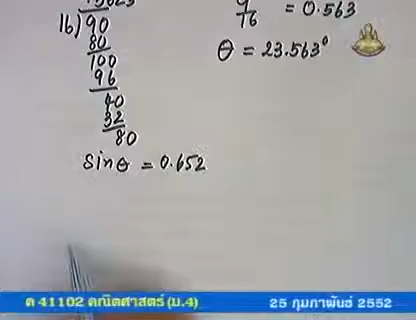 9/16 = 0.563
16)90
80
100
96
40
32
80
θ = 23.563°
sinθ = 0.652
ค 41102 คณิตศาสตร์ (ม.4) 25 กุมภาพันธ์ 2552